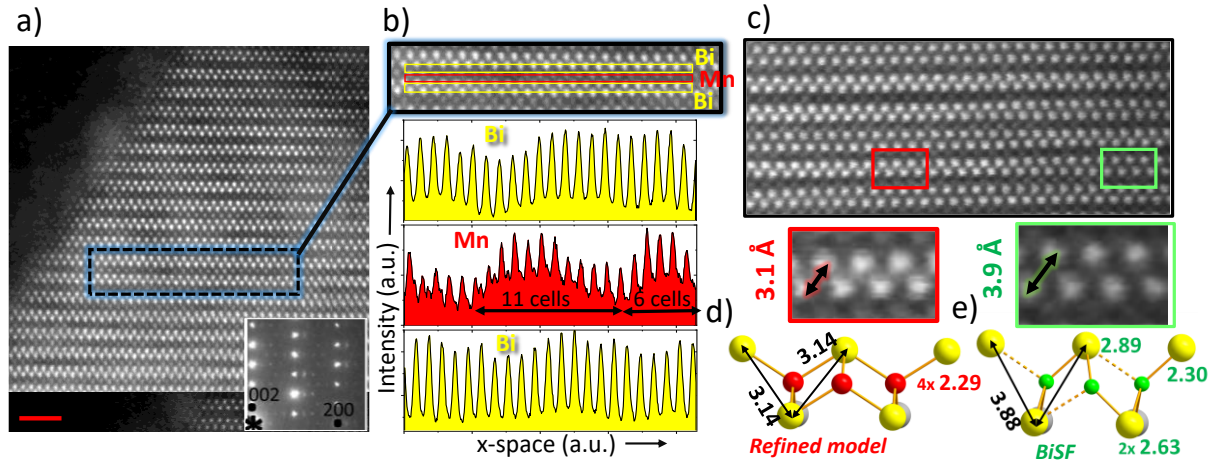 a)
002
200
*
b)
Bi
Mn
Bi
Intensity (a.u.)
Bi
Mn
11 cells
6 cells
Bi
x-space (a.u.)
c)
3.1 Å
3.9 Å
d)
3.14
3.14
4x 2.29
Refined model
e)
2.89
2.30
3.88
2x 2.63
BiSF